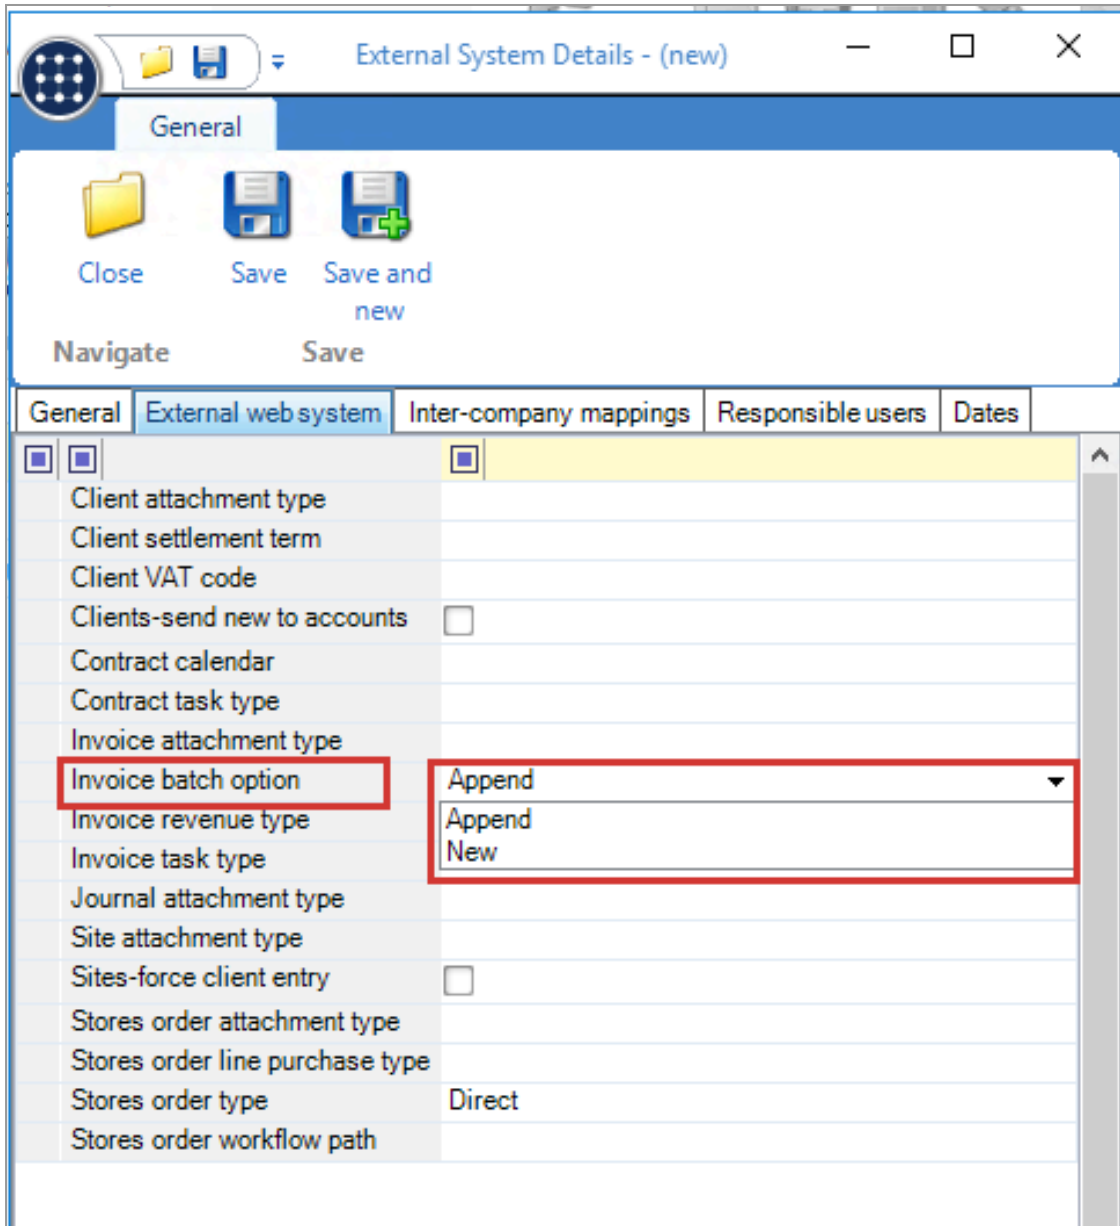 External System Details - (new)
General
Close
Save
Save and new
Navigate
Save
General
External web system
Inter-company mappings
Responsible users
Dates
Client attachment type
Client settlement term
Client VAT code
Clients-send new to accounts
Contract calendar
Contract task type
Invoice attachment type
Invoice batch option Append
Invoice revenue type Append
New
Invoice task type
Journal attachment type
Site attachment type
Sites-force client entry
Stores order attachment type
Stores order line purchase type
Stores order type Direct
Stores order workflow path